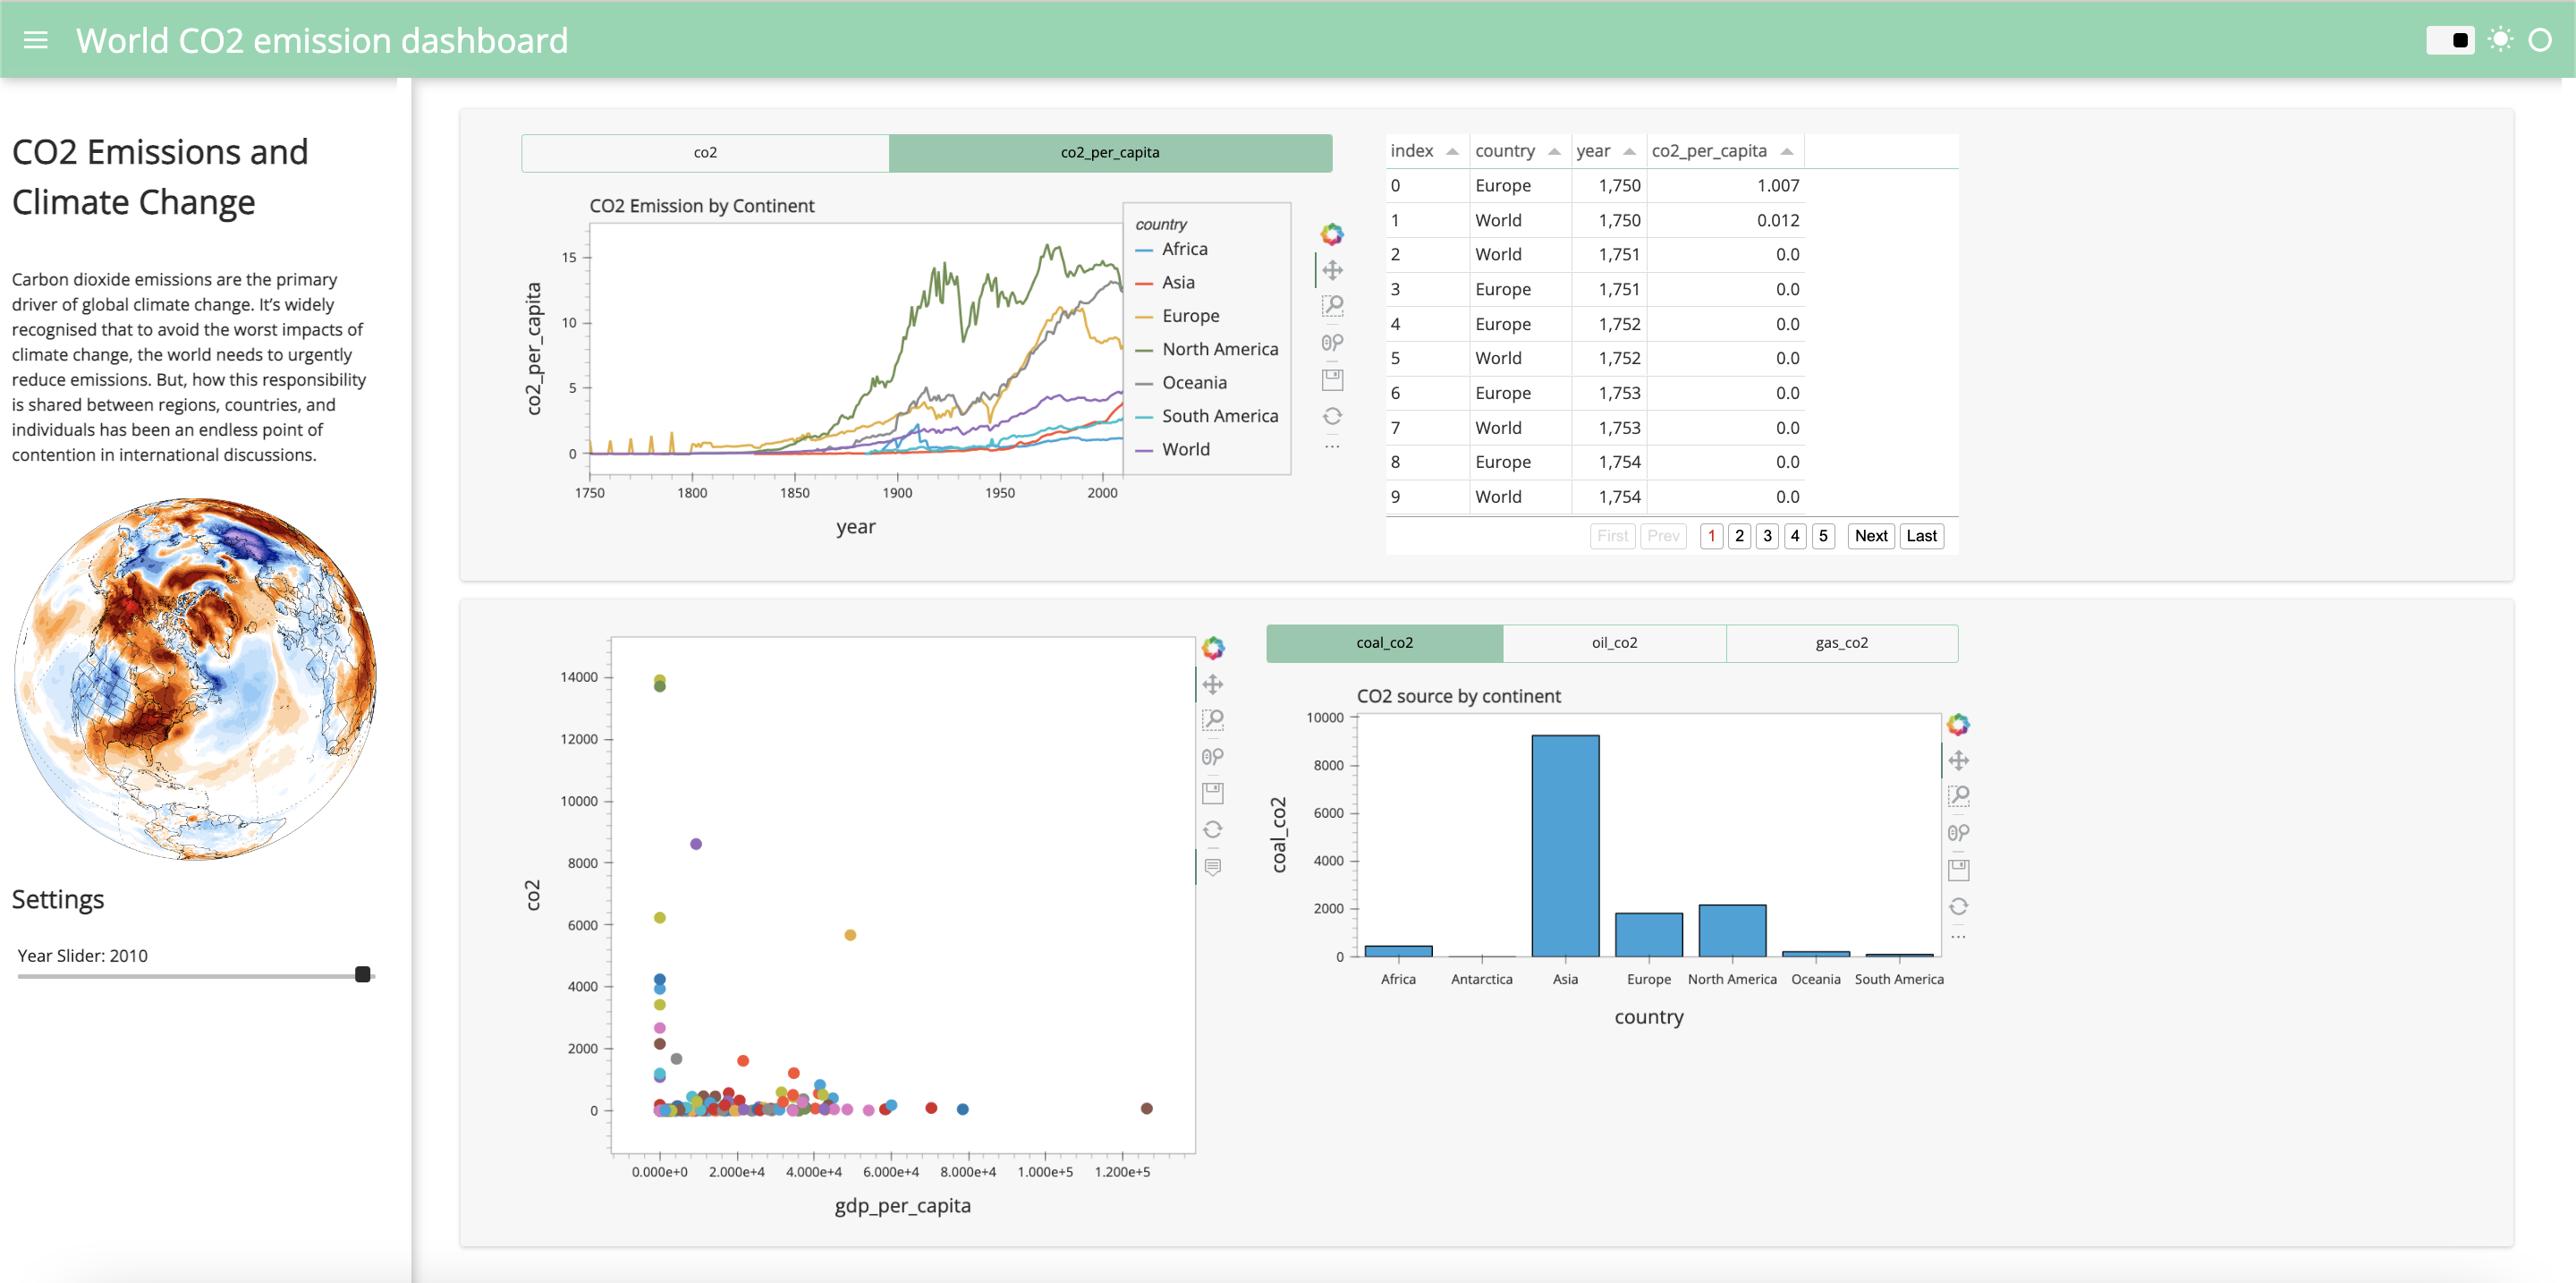 World CO2 emission dashboard
CO2 Emissions and
Climate Change
Carbon dioxide emissions are the primary
driver of global climate change. It’s widely
recognised that to avoid the worst impacts of
climate change, the world needs to urgently
reduce emissions. But, how this responsibility
is shared between regions, countries, and
individuals has been an endless point of
contention in international discussions.
Settings
Year Slider: 2010
co2 co2_per_capita
CO2 Emission by Continent
co2_per_capita
15
10
5
0
1750 1800 1850 1900 1950 2000
year
country
Africa
Asia
Europe
North America
Oceania
South America
World
index country year co2_per_capita
0 Europe 1,750 1.007
1 World 1,750 0.012
2 World 1,751 0.0
3 Europe 1,751 0.0
4 Europe 1,752 0.0
5 World 1,752 0.0
6 Europe 1,753 0.0
7 World 1,753 0.0
8 Europe 1,754 0.0
9 World 1,754 0.0
First Prev 1 2 3 4 5 Next Last
co2
14000
12000
10000
8000
6000
4000
2000
0
0.000e+0 2.000e+4 4.000e+4 6.000e+4 8.000e+4 1.000e+5 1.200e+5
gdp_per_capita
coal_co2 oil_co2 gas_co2
CO2 source by continent
coal_co2
10000
8000
6000
4000
2000
0
Africa Antarctica Asia Europe North America Oceania South America
country